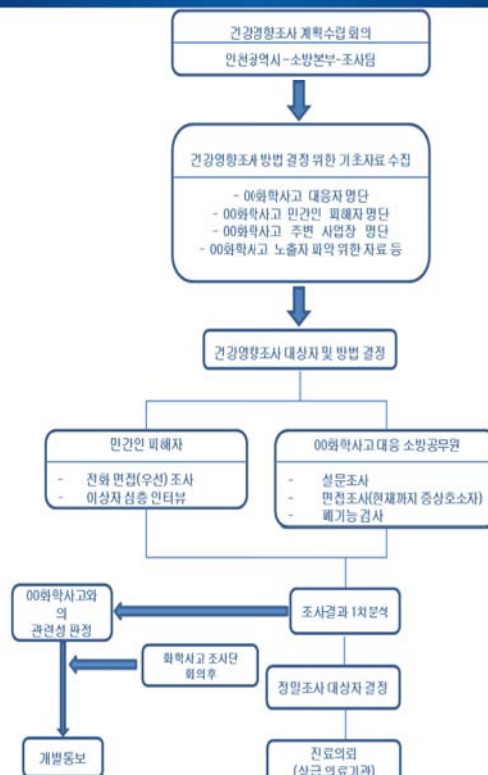 건강영향조사 계획수립 회의
인천광역시-소방본부-조사팀
건강영향조사 방법 결정 위한 기초자료 수집
- 00화학사고 대응자 명단
- 00화학사고 민간인 피해자 명단
- 00화학사고 주변 사업장 명단
- 00화학사고 노출자 파악 위한 자료 등
건강영향조사 대상자 및 방법 결정
민간인 피해자
- 전화 면접(우선) 조사
- 이상자 심층 인터뷰
00화학사고 대응 소방공무원
- 설문조사
- 면접조사(현재까지 증상호소자)
- 폐기능 검사
00화학사고와
의
관련성 판정
조사결과 1차분석
화학사고 조사단
회의후
정밀조사 대상자 결정
개별통보
진료의뢰
(상급 의료기관)